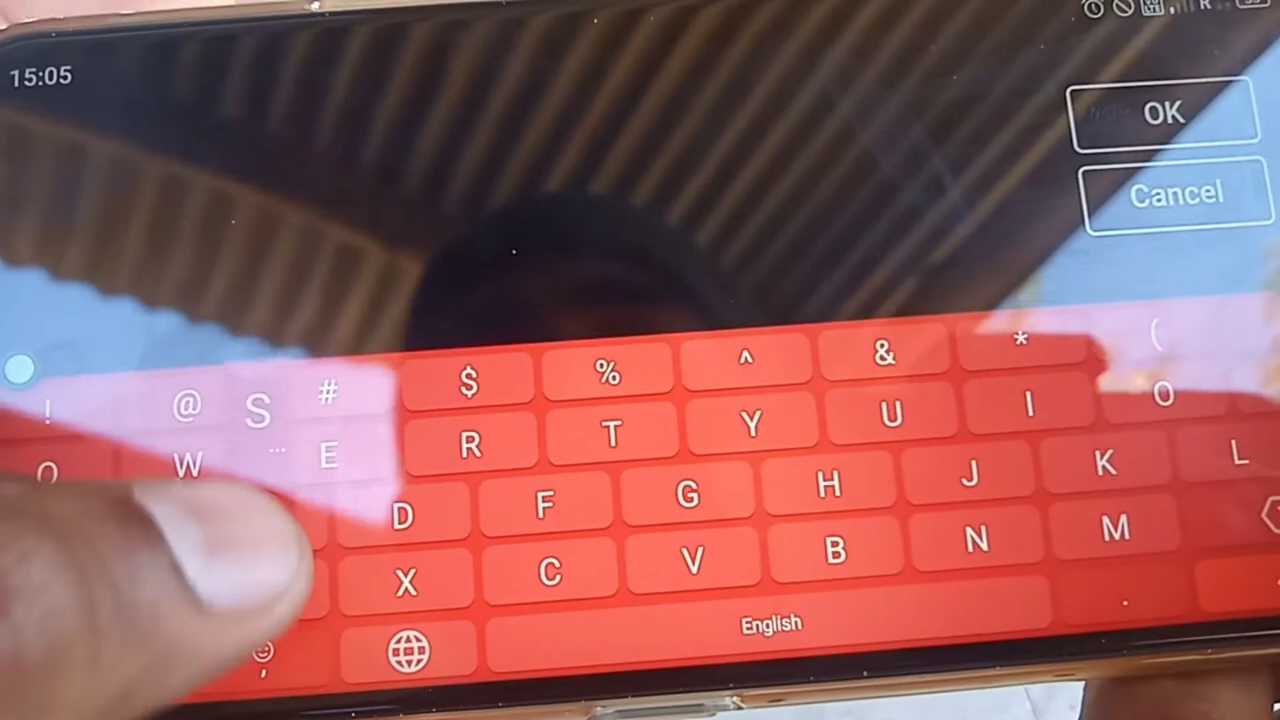 15:05
OK
Cancel
! @ # $ % ^ & * (
S
Q W E R T Y U I O
D F G H J K L
X C V B N M
, English .